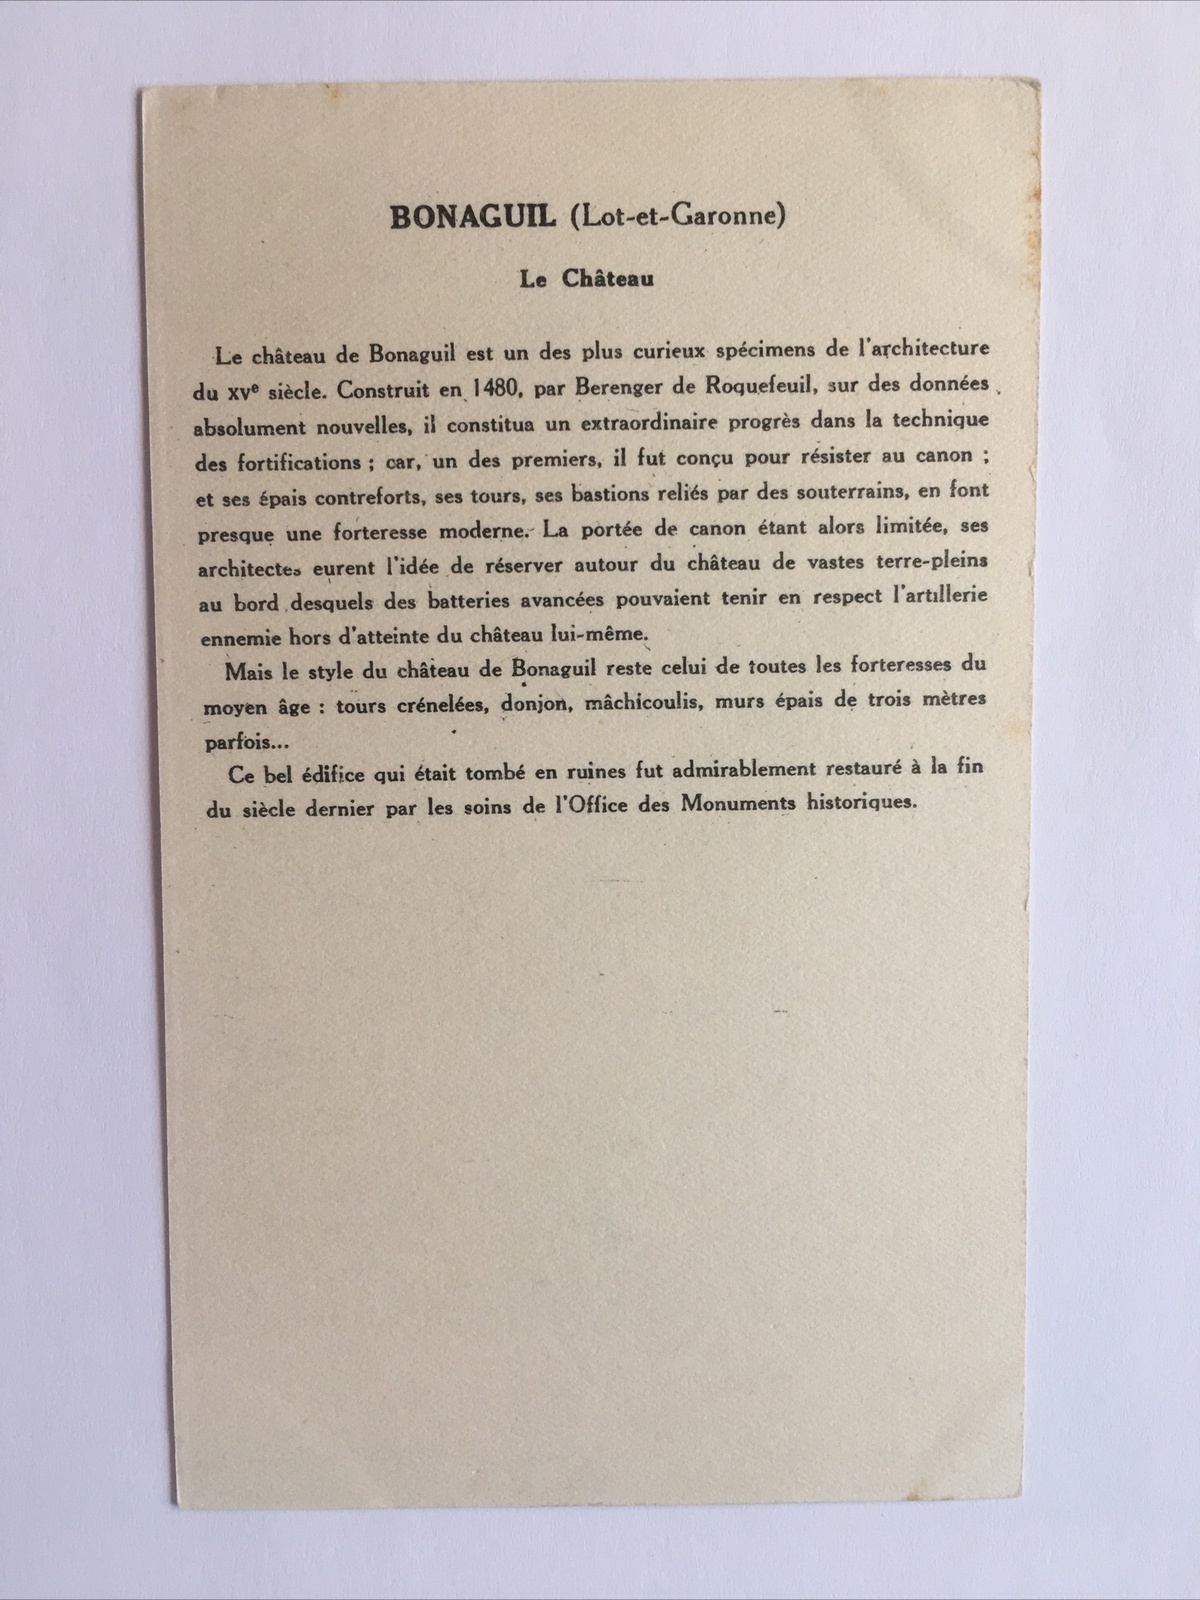 BONAGUIL (Lot-et-Garonne)
Le Château
Le château de Bonaguil est un des plus curieux spécimens de l'architecture
du XVe siècle. Construit en 1480, par Berenger de Roquefeuil, sur des données
absolument nouvelles, il constitua un extraordinaire progrès dans la technique
des fortifications ; car, un des premiers, il fut conçu pour résister au canon ;
et ses épais contreforts, ses tours, ses bastions reliés par des souterrains, en font
presque une forteresse moderne. La portée de canon étant alors limitée, ses
architectes eurent l'idée de réserver autour du château de vastes terre-pleins
au bord desquels des batteries avancées pouvaient tenir en respect l'artillerie
ennemie hors d'atteinte du château lui-même.
Mais le style du château de Bonaguil reste celui de toutes les forteresses du
moyen âge : tours crénelées, donjon, mâchicoulis, murs épais de trois mètres
parfois...
Ce bel édifice qui était tombé en ruines fut admirablement restauré à la fin
du siècle dernier par les soins de l'Office des Monuments historiques.